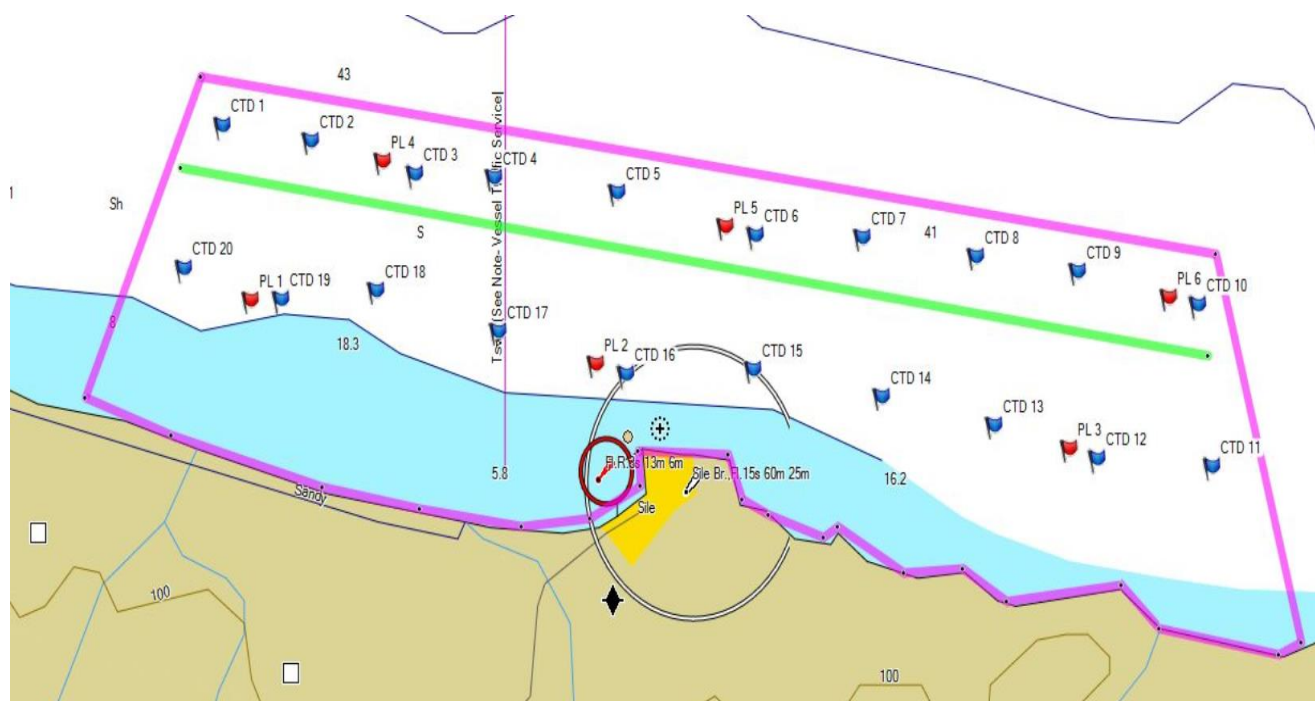 43
CTD 1
CTD 2
PL 4
CTD 3
CTD 4
CTD 5
PL 5
CTD 6
CTD 7
41
CTD 8
CTD 9
PL 6
CTD 10
1
Sh
S
[See Note-Vessel Traffic Service]
CTD 20
PL 1
CTD 19
CTD 18
CTD 17
8
18.3
PL 2
CTD 16
CTD 15
CTD 14
CTD 13
PL 3
CTD 12
CTD 11
5.8
3s 13m 6m
Sile Br., Fl.15s 60m 25m
16.2
Sandy
Sile
100
100